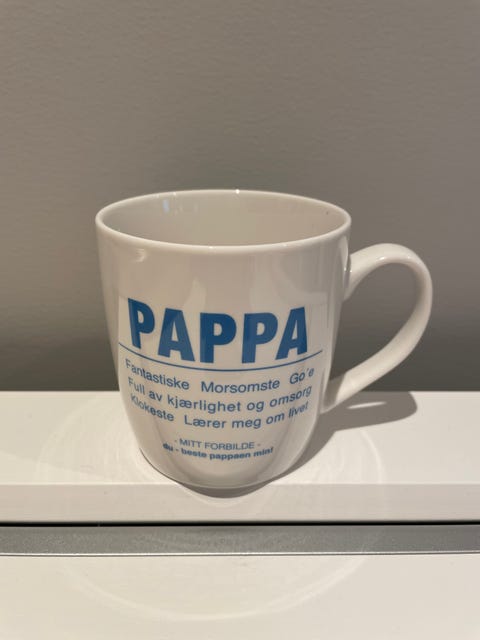 PAPPA
Fantastiske Morsomste Go'e
Full av kjærlighet og omsorg
Klokeste Lærer meg om livet
- MITT FORBILDE -
du - beste pappaen min!